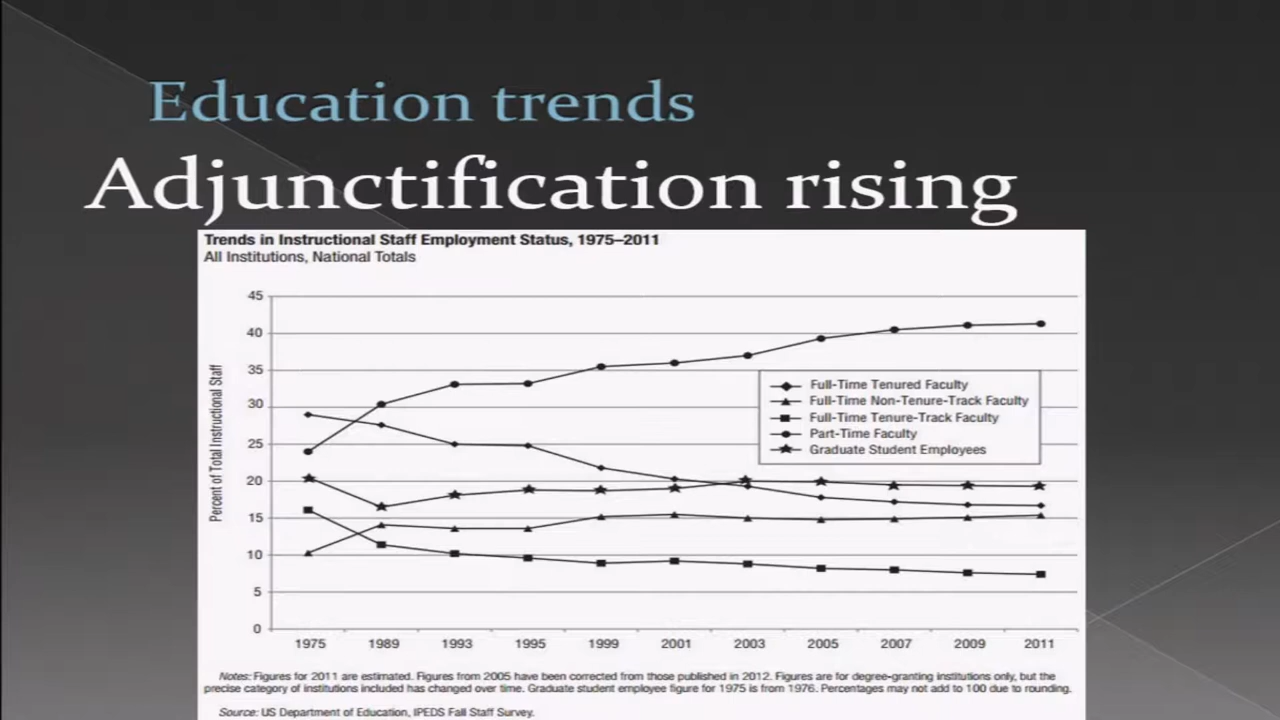 Education trends
Adjunctification rising
Trends in Instructional Staff Employment Status, 1975–2011
All Institutions, National Totals
45
40
35
30
25
20
15
10
5
0
Percent of Total Instructional Staff
Full-Time Tenured Faculty
Full-Time Non-Tenure-Track Faculty
Full-Time Tenure-Track Faculty
Part-Time Faculty
Graduate Student Employees
1975 1989 1993 1995 1999 2001 2003 2005 2007 2009 2011
Notes: Figures for 2011 are estimated. Figures from 2005 have been corrected from those published in 2012. Figures are for degree-granting institutions only, but the
precise category of institutions included has changed over time. Graduate student employee figure for 1975 is from 1976. Percentages may not add to 100 due to rounding.
Source: US Department of Education, IPEDS Fall Staff Survey.